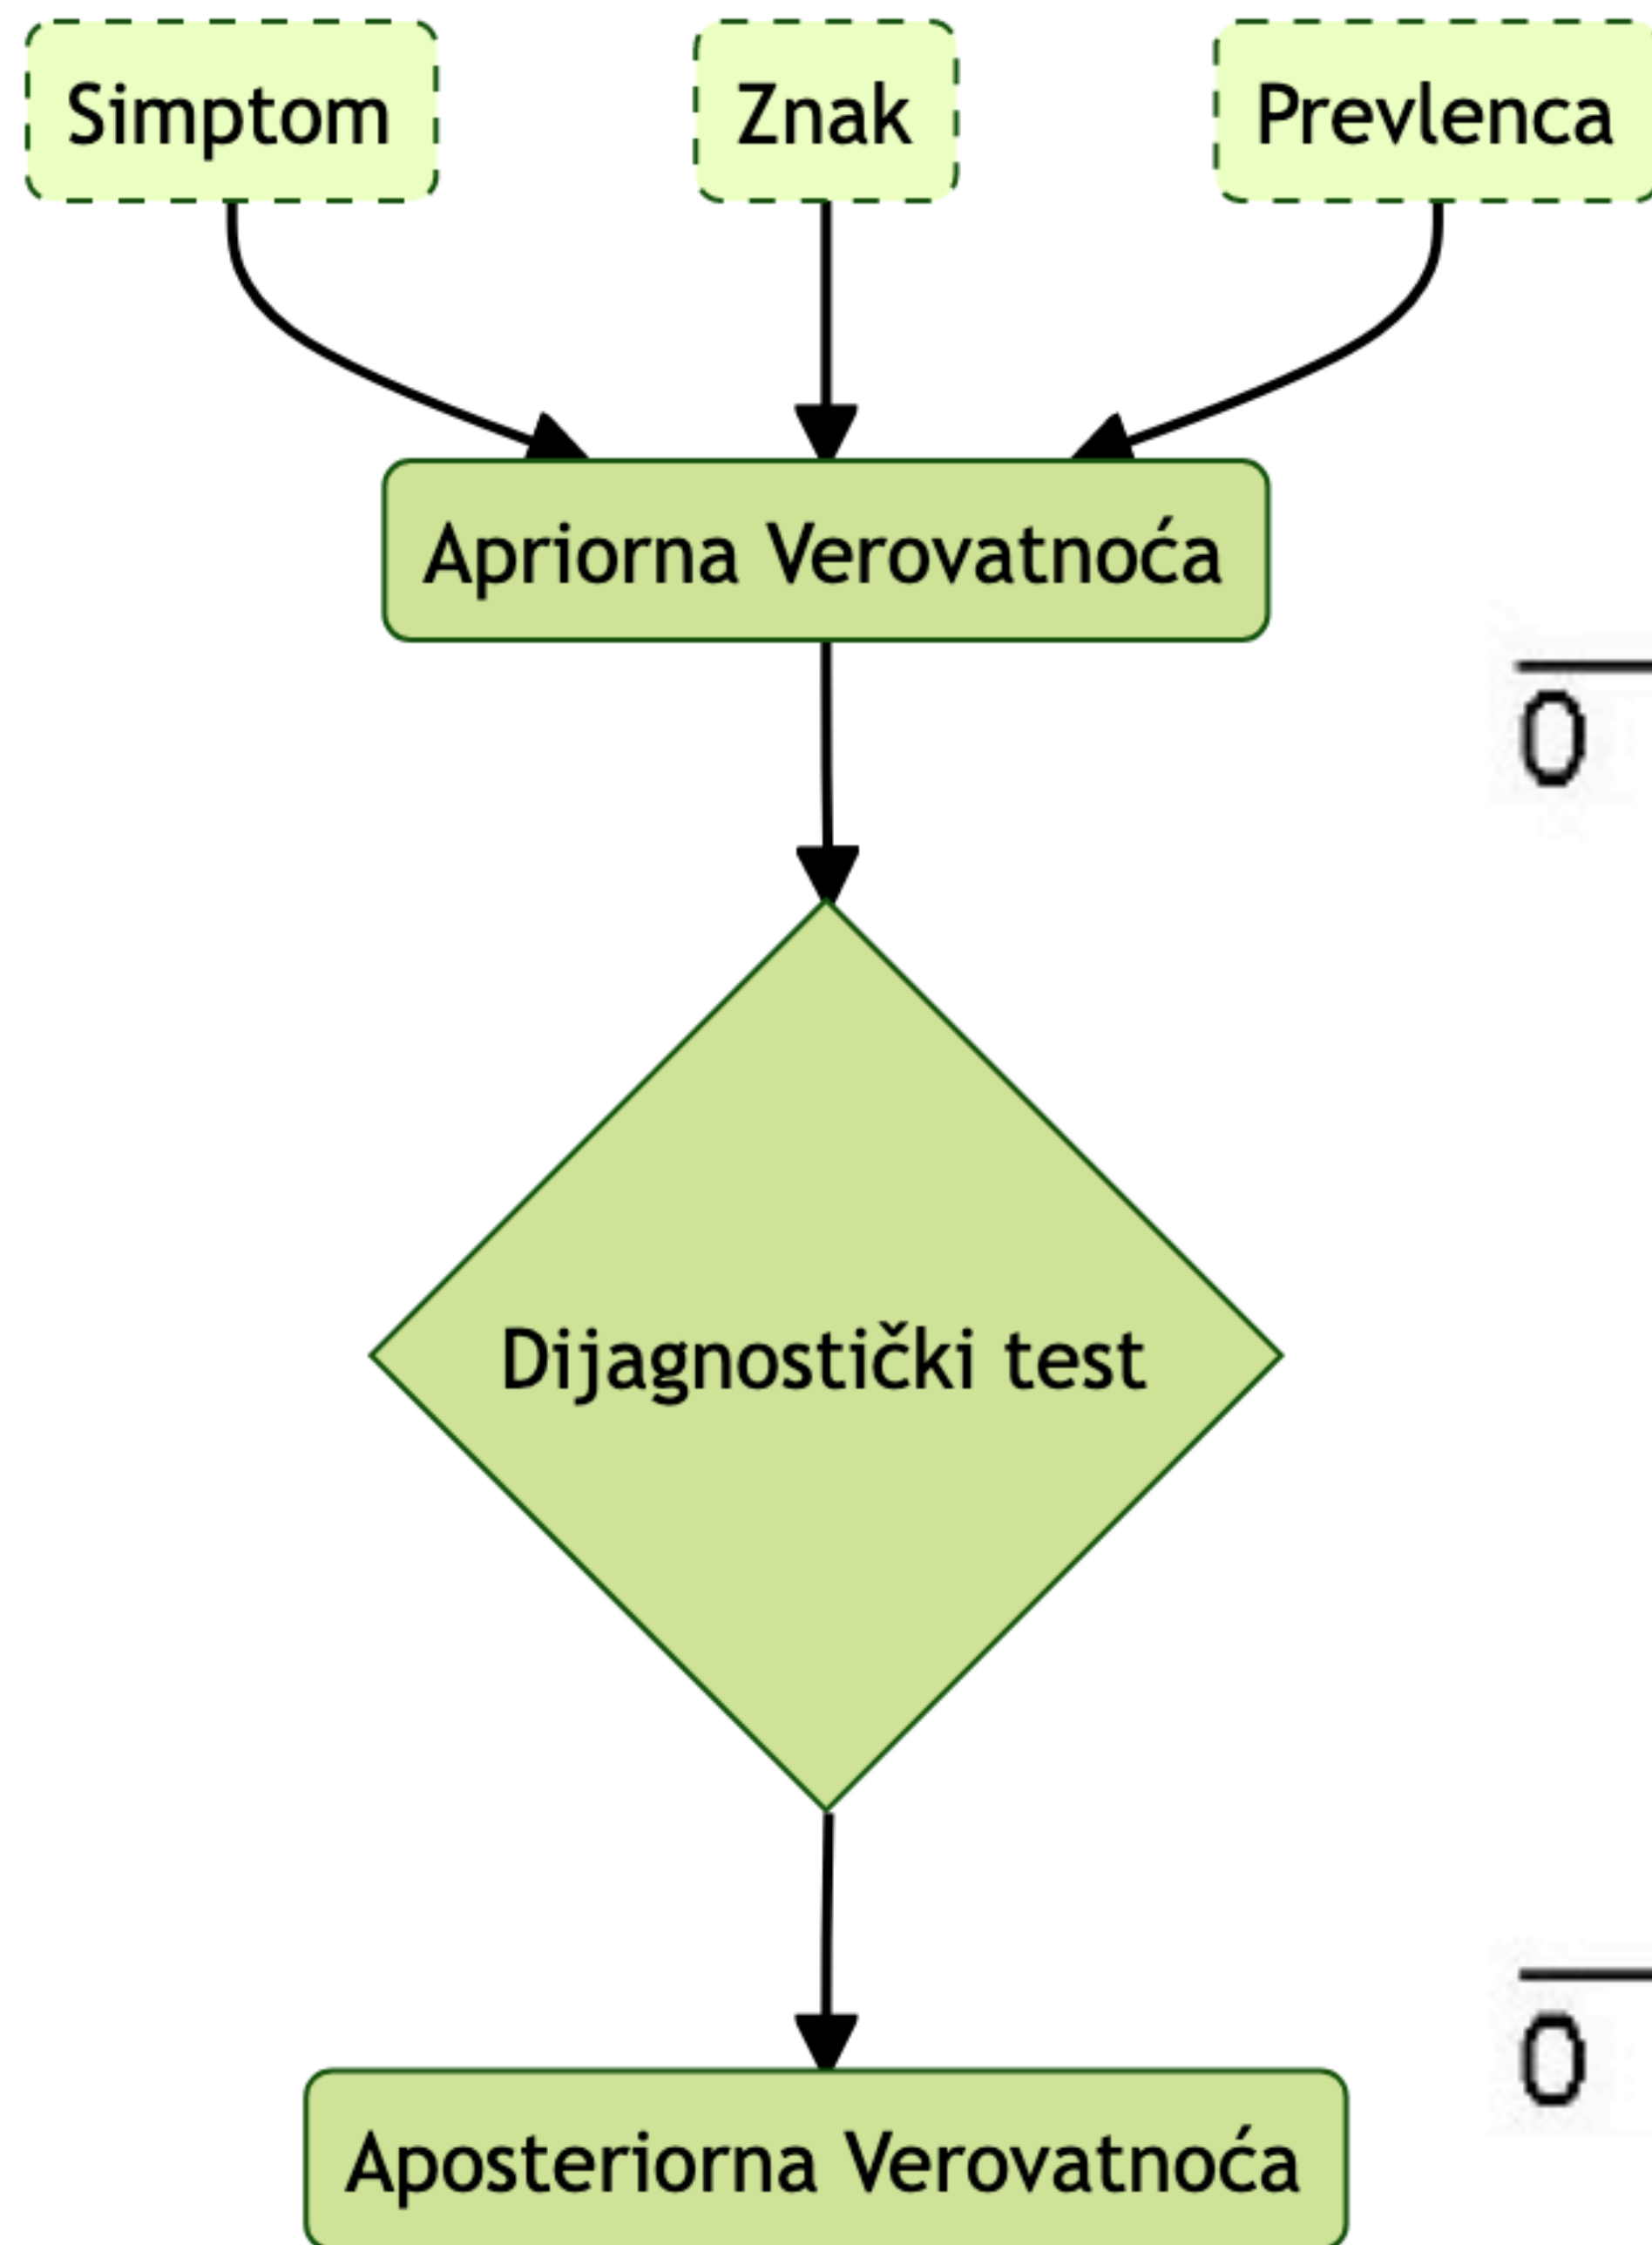 Simptom
Znak
Prevlenca
Apriorna Verovatnoća
0
Dijagnostički test
0
Aposteriorna Verovatnoća